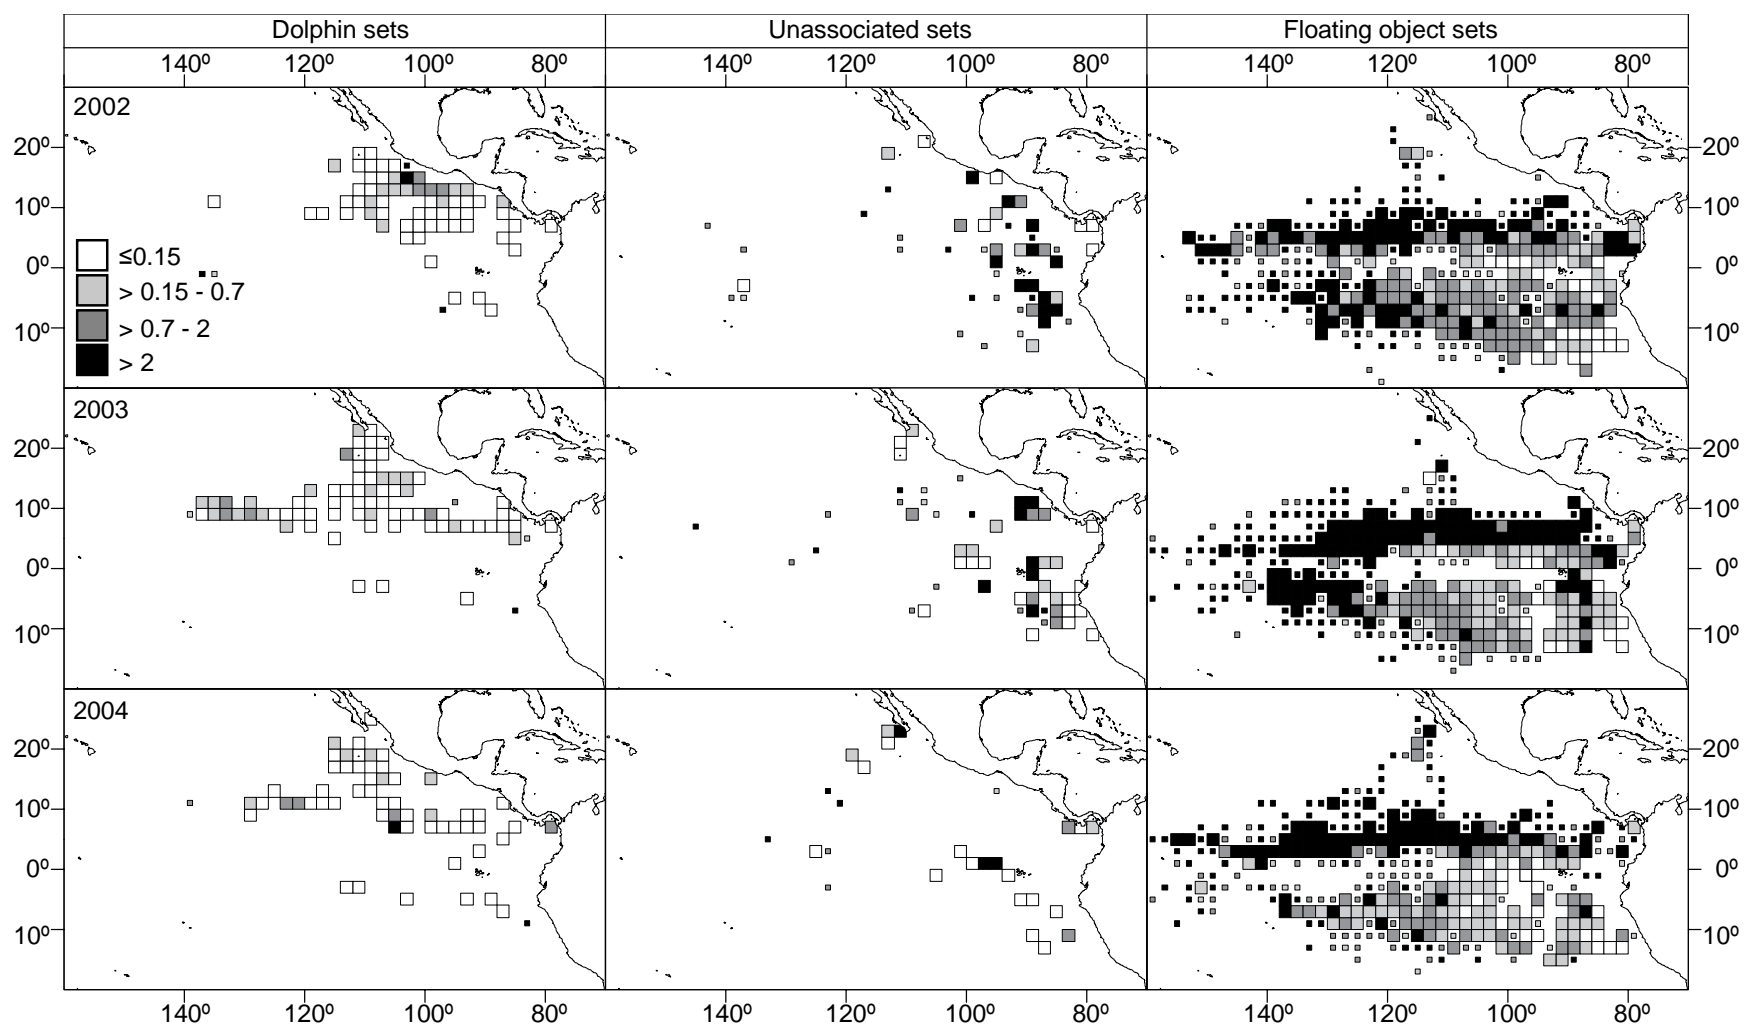 Dolphin sets Unassociated sets Floating object sets
140º 120º 100º 80º 140º 120º 100º 80º 140º 120º 100º 80º
2002
20º 20º
10º 10º
0º 0º
10º 10º
≤0.15
> 0.15 - 0.7
> 0.7 - 2
> 2
2003
20º 20º
10º 10º
0º 0º
10º 10º
2004
20º 20º
10º 10º
0º 0º
10º 10º
140º 120º 100º 80º 140º 120º 100º 80º 140º 120º 100º 80º